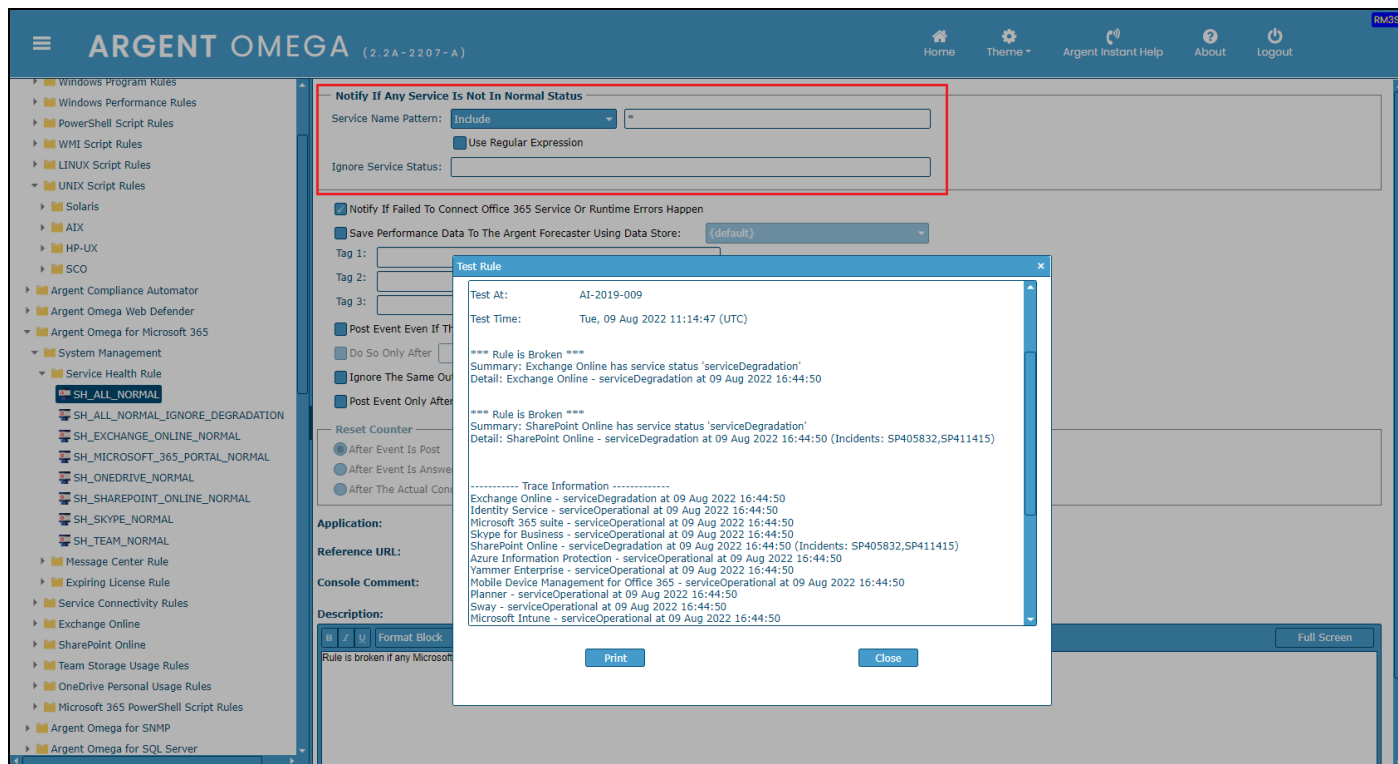 RM3S
ARGENT OMEGA (2.2A-2207-A)
Home
Theme
Argent Instant Help
About
Logout
Windows Program Rules
Windows Performance Rules
PowerShell Script Rules
WMI Script Rules
LINUX Script Rules
UNIX Script Rules
Solaris
AIX
HP-UX
SCO
Argent Compliance Automator
Argent Omega Web Defender
Argent Omega for Microsoft 365
System Management
Service Health Rule
SH_ALL_NORMAL
SH_ALL_NORMAL_IGNORE_DEGRADATION
SH_EXCHANGE_ONLINE_NORMAL
SH_MICROSOFT_365_PORTAL_NORMAL
SH_ONEDRIVE_NORMAL
SH_SHAREPOINT_ONLINE_NORMAL
SH_SKYPE_NORMAL
SH_TEAM_NORMAL
Message Center Rule
Expiring License Rule
Service Connectivity Rules
Exchange Online
SharePoint Online
Team Storage Usage Rules
OneDrive Personal Usage Rules
Microsoft 365 PowerShell Script Rules
Argent Omega for SNMP
Argent Omega for SQL Server
Notify If Any Service Is Not In Normal Status
Service Name Pattern: Include *
Use Regular Expression
Ignore Service Status:
Notify If Failed To Connect Office 365 Service Or Runtime Errors Happen
Save Performance Data To The Argent Forecaster Using Data Store: {default}
Tag 1:
Tag 2:
Tag 3:
Post Event Even If Th
Do So Only After
Ignore The Same Ou
Post Event Only After
Reset Counter
After Event Is Post
After Event Is Answe
After The Actual Con
Application:
Reference URL:
Console Comment:
Description:
B I U Format Block
Full Screen
Rule is broken if any Microsoft
Test Rule ×
Test At: AI-2019-009
Test Time: Tue, 09 Aug 2022 11:14:47 (UTC)
*** Rule is Broken ***
Summary: Exchange Online has service status 'serviceDegradation'
Detail: Exchange Online - serviceDegradation at 09 Aug 2022 16:44:50
*** Rule is Broken ***
Summary: SharePoint Online has service status 'serviceDegradation'
Detail: SharePoint Online - serviceDegradation at 09 Aug 2022 16:44:50 (Incidents: SP405832,SP411415)
----------- Trace Information -------------
Exchange Online - serviceDegradation at 09 Aug 2022 16:44:50
Identity Service - serviceOperational at 09 Aug 2022 16:44:50
Microsoft 365 suite - serviceOperational at 09 Aug 2022 16:44:50
Skype for Business - serviceOperational at 09 Aug 2022 16:44:50
SharePoint Online - serviceDegradation at 09 Aug 2022 16:44:50 (Incidents: SP405832,SP411415)
Azure Information Protection - serviceOperational at 09 Aug 2022 16:44:50
Yammer Enterprise - serviceOperational at 09 Aug 2022 16:44:50
Mobile Device Management for Office 365 - serviceOperational at 09 Aug 2022 16:44:50
Planner - serviceOperational at 09 Aug 2022 16:44:50
Sway - serviceOperational at 09 Aug 2022 16:44:50
Microsoft Intune - serviceOperational at 09 Aug 2022 16:44:50
Print
Close